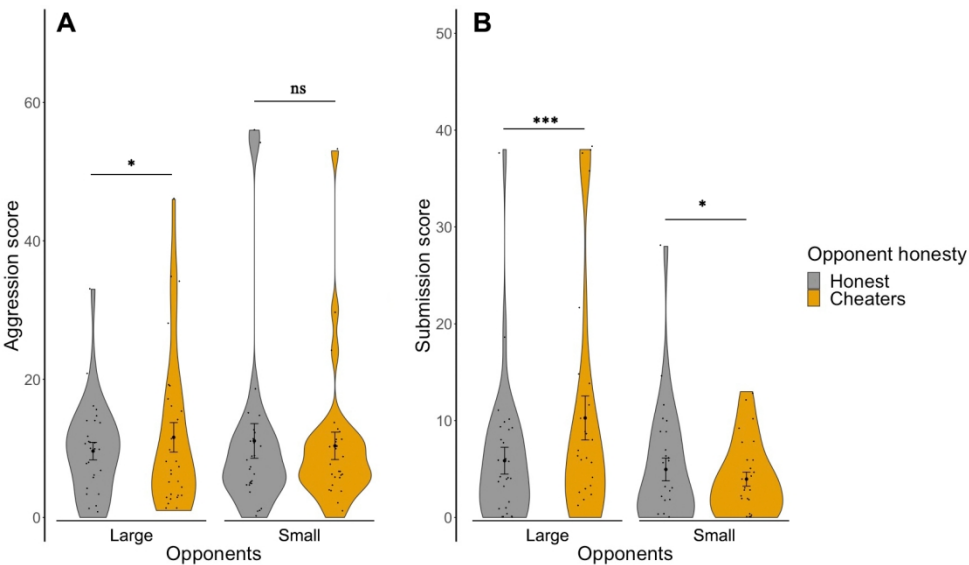 A
B
Aggression score
60
40
20
0
*
ns
Large
Small
Opponents
Submission score
50
40
30
20
10
0
***
*
Large
Small
Opponents
Opponent honesty
Honest
Cheaters